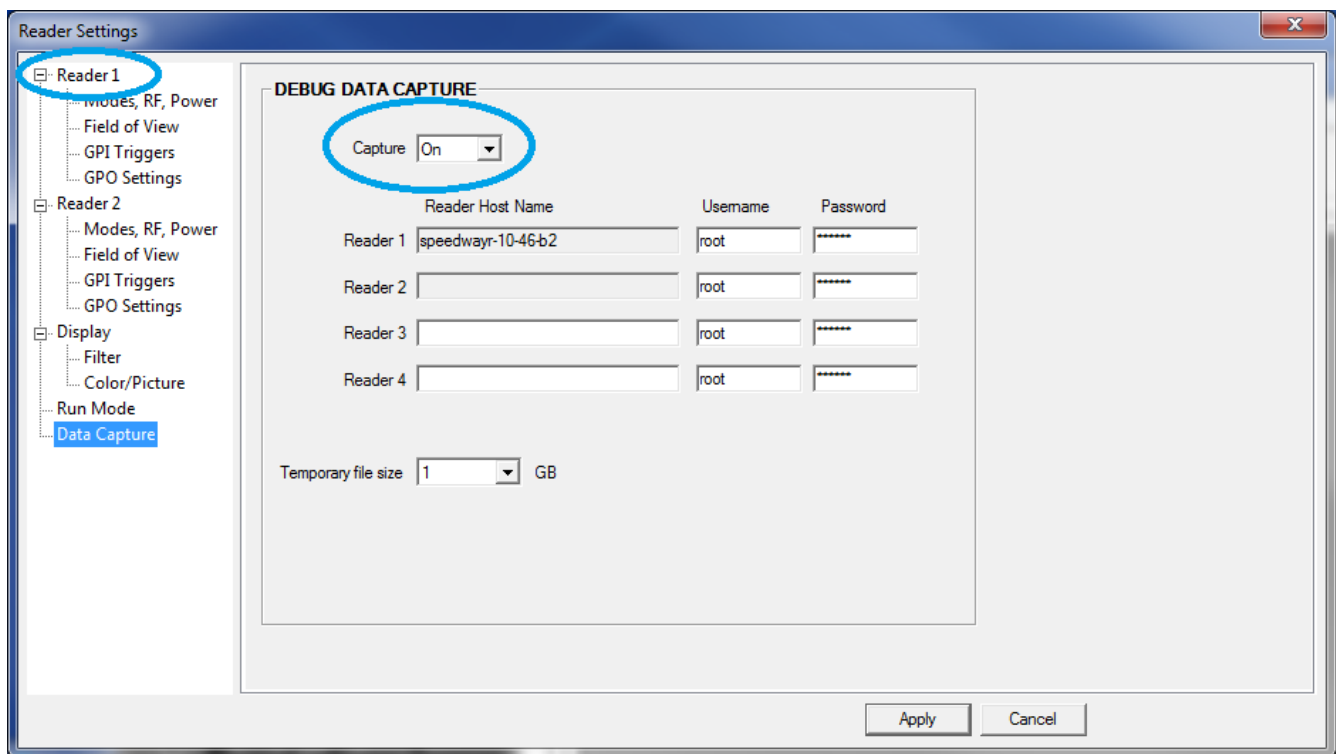 Reader Settings
Reader 1
Modes, RF, Power
Field of View
GPI Triggers
GPO Settings
Reader 2
Modes, RF, Power
Field of View
GPI Triggers
GPO Settings
Display
Filter
Color/Picture
Run Mode
Data Capture
DEBUG DATA CAPTURE
Capture On
Reader Host Name Username Password
Reader 1 speedwayr-10-46-b2 root ******
Reader 2 root ******
Reader 3 root ******
Reader 4 root ******
Temporary file size 1 GB
Apply Cancel